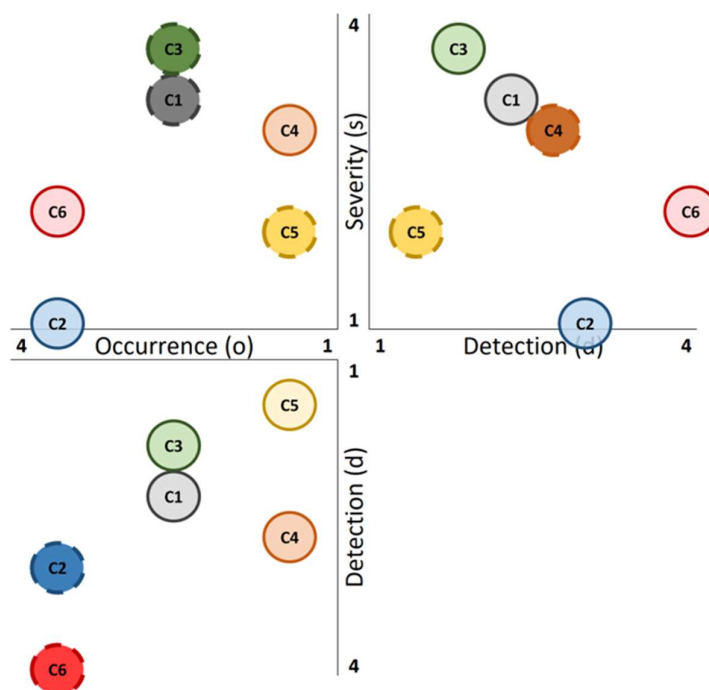 4
C3
C3
C1
C1
C4
C4
Severity (s)
C6
C6
C5
C5
C2
1
C2
4
Occurrence (o)
1
1
Detection (d)
4
1
C5
C3
C1
Detection (d)
C4
C2
C6
4